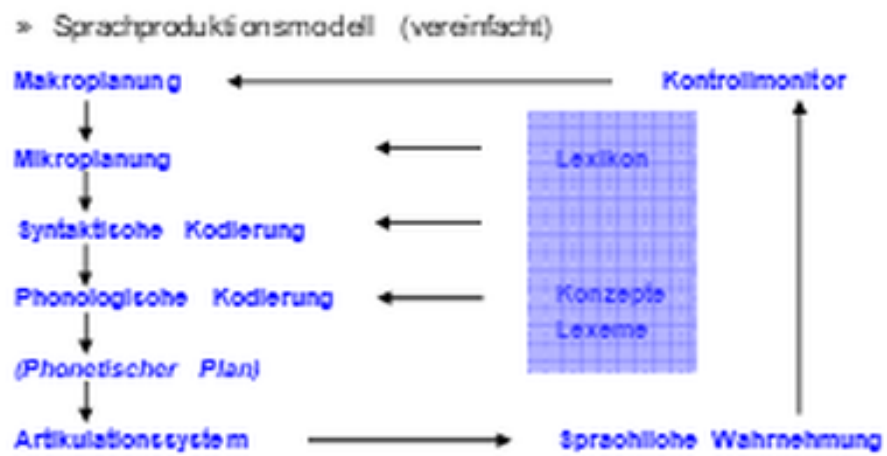 » Sprachproduktionsmodell (vereinfacht)
Makroplanung
Kontrollmonitor
Mikroplanung
Lexikon
Syntaktische Kodierung
Phonologische Kodierung
Konzepte
Lexeme
(Phonetischer Plan)
Artikulationssystem
Sprachliche Wahrnehmung